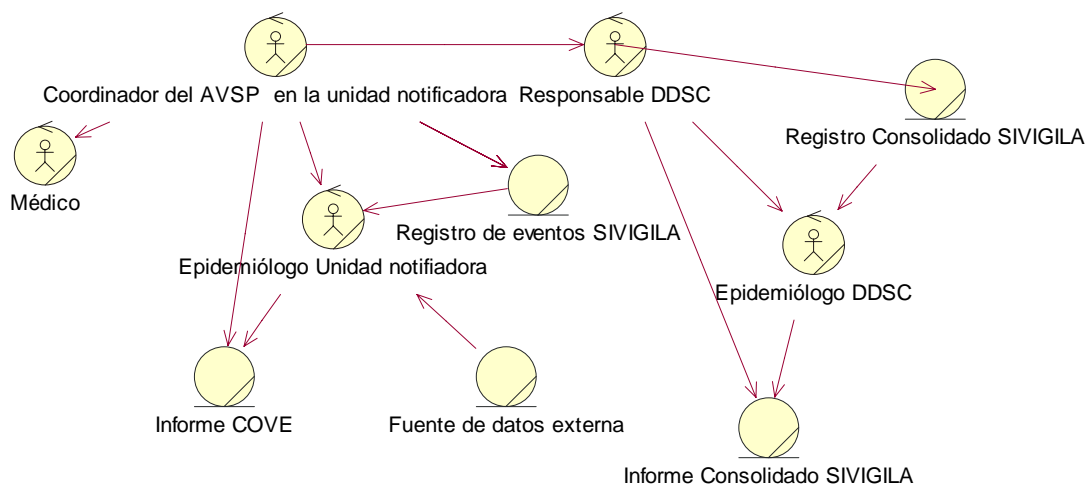 Coordinador del AVSP en la unidad notificadora
Responsable DDSC
Registro Consolidado SIVIGILA
Médico
Registro de eventos SIVIGILA
Epidemiólogo Unidad notifiadora
Epidemiólogo DDSC
Informe COVE
Fuente de datos externa
Informe Consolidado SIVIGILA